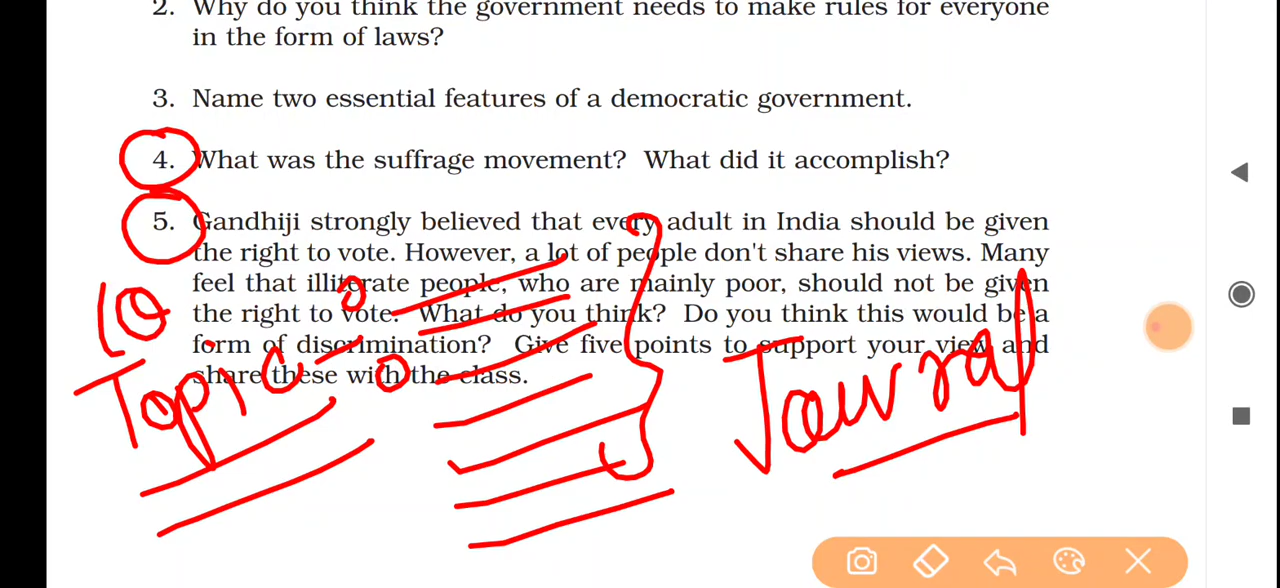 2. Why do you think the government needs to make rules for everyone
in the form of laws?
3. Name two essential features of a democratic government.
4. What was the suffrage movement? What did it accomplish?
5. Gandhiji strongly believed that every adult in India should be given
the right to vote. However, a lot of people don't share his views. Many
feel that illiterate people, who are mainly poor, should not be given
the right to vote. What do you think? Do you think this would be a
form of discrimination? Give five points to support your view and
share these with the class.
10
Topic
Journal